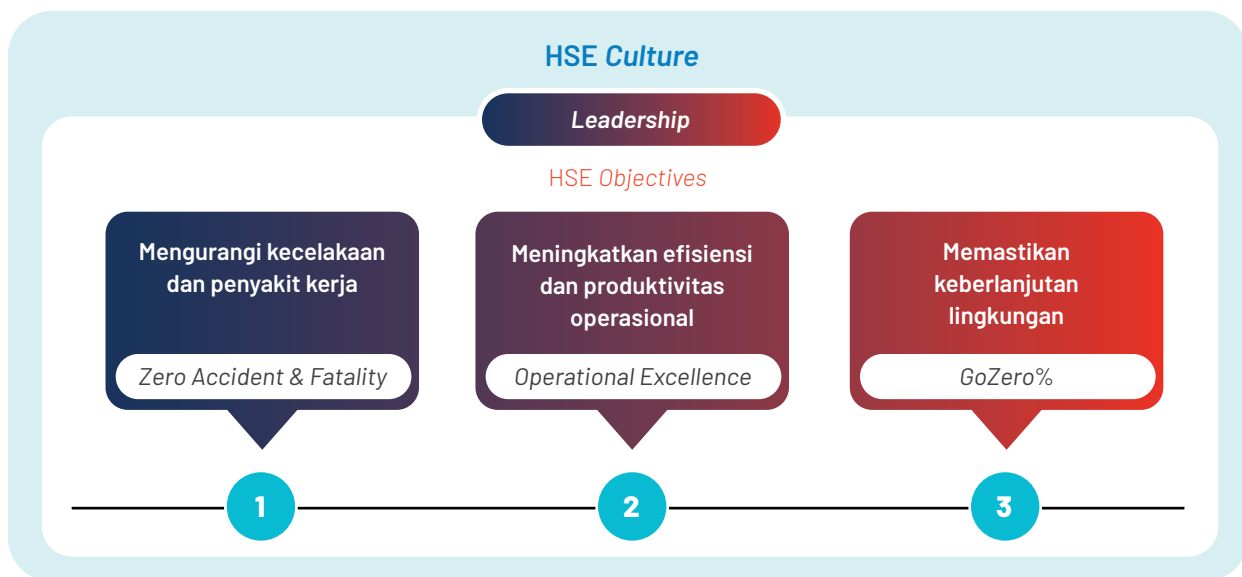 HSE Culture
Leadership
HSE Objectives
Mengurangi kecelakaan
dan penyakit kerja
Zero Accident & Fatality
1
Meningkatkan efisiensi
dan produktivitas
operasional
Operational Excellence
2
Memastikan
keberlanjutan
lingkungan
GoZero%
3